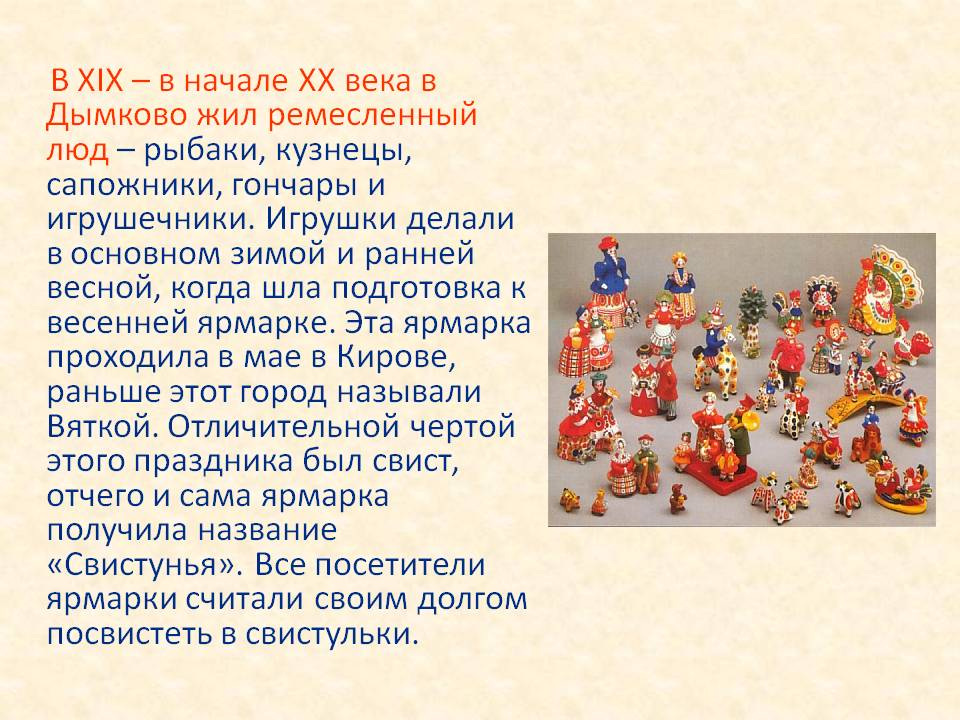 В XIX – в начале XX века в
Дымково жил ремесленный
люд – рыбаки, кузнецы,
сапожники, гончары и
игрушечники. Игрушки делали
в основном зимой и ранней
весной, когда шла подготовка к
весенней ярмарке. Эта ярмарка
проходила в мае в Кирове,
раньше этот город называли
Вяткой. Отличительной чертой
этого праздника был свист,
отчего и сама ярмарка
получила название
«Свистунья». Все посетители
ярмарки считали своим долгом
посвистеть в свистульки.